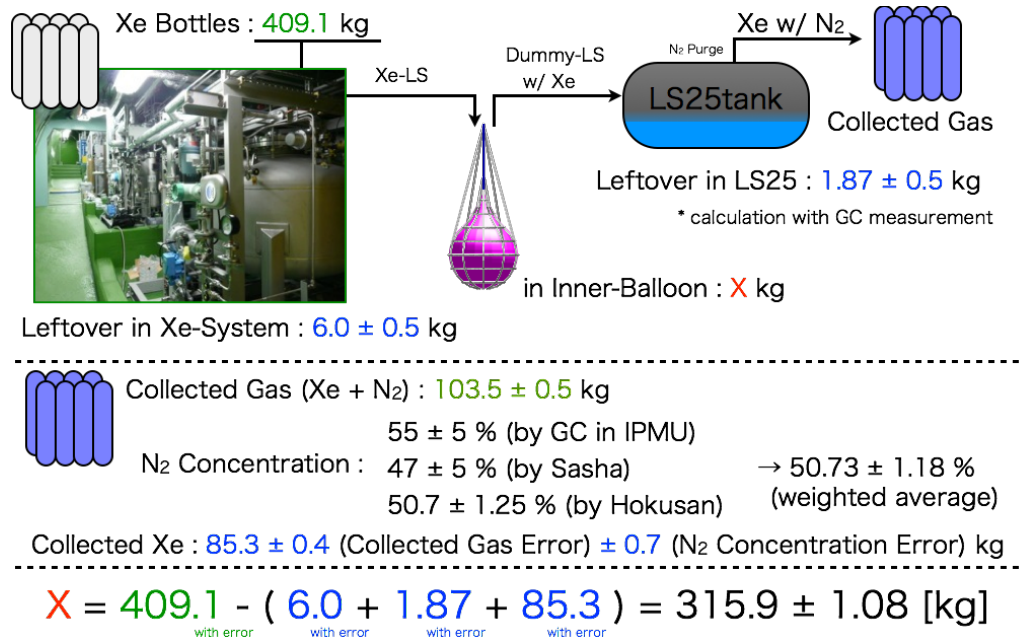 Xe Bottles : 409.1 kg
Xe-LS
Dummy-LS
w/ Xe
N₂ Purge
Xe w/ N₂
LS25tank
Collected Gas
Leftover in LS25 : 1.87 ± 0.5 kg
* calculation with GC measurement
in Inner-Balloon : X kg
Leftover in Xe-System : 6.0 ± 0.5 kg
Collected Gas (Xe + N₂) : 103.5 ± 0.5 kg
55 ± 5 % (by GC in IPMU)
N₂ Concentration : 47 ± 5 % (by Sasha) → 50.73 ± 1.18 %
50.7 ± 1.25 % (by Hokusan) (weighted average)
Collected Xe : 85.3 ± 0.4 (Collected Gas Error) ± 0.7 (N₂ Concentration Error) kg
X = 409.1 - ( 6.0 + 1.87 + 85.3 ) = 315.9 ± 1.08 [kg]
with error with error with error with error